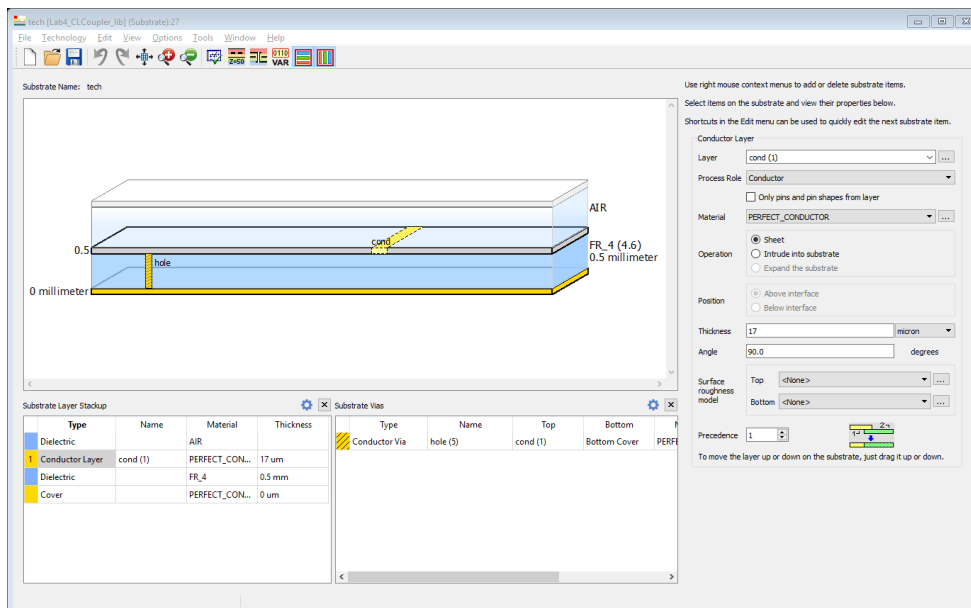 tech [Lab4_CLCoupler_lib] (Substrate):27
File Technology Edit View Options Tools Window Help
Z=50
0110
VAR
Substrate Name: tech
AIR
cond
0.5
FR_4 (4.6)
0.5 millimeter
hole
0 millimeter
Use right mouse context menus to add or delete substrate items.
Select items on the substrate and view their properties below.
Shortcuts in the Edit menu can be used to quickly edit the next substrate item.
Conductor Layer
Layer cond (1) ...
Process Role Conductor
Only pins and pin shapes from layer
Material PERFECT_CONDUCTOR ...
Operation
Sheet
Intrude into substrate
Expand the substrate
Position
Above interface
Below interface
Thickness 17 micron
Angle 90.0 degrees
Surface roughness model
Top <None> ...
Bottom <None> ...
Precedence 1
To move the layer up or down on the substrate, just drag it up or down.
Substrate Layer Stackup
Type Name Material Thickness
Dielectric AIR
1 Conductor Layer cond (1) PERFECT_CON... 17 um
Dielectric FR_4 0.5 mm
Cover PERFECT_CON... 0 um
Substrate Vias
Type Name Top Bottom
Conductor Via hole (5) cond (1) Bottom Cover PERFE